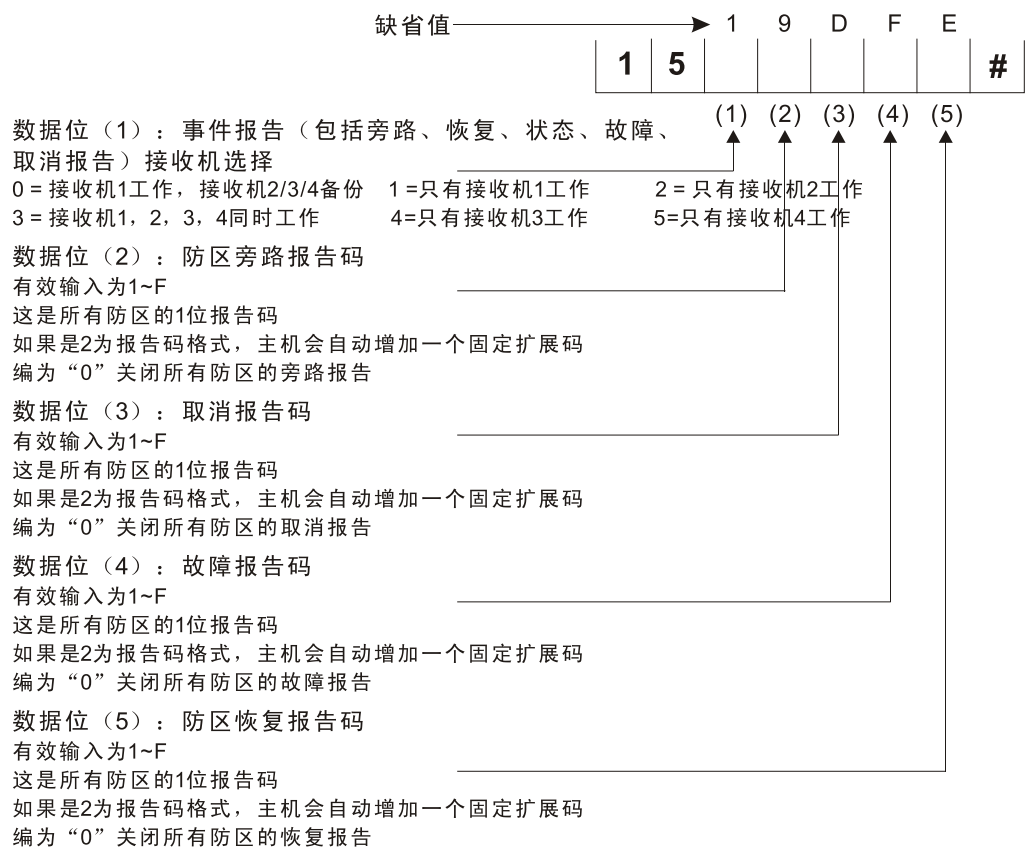 缺省值 1 9 D F E
1 5 #
(1) (2) (3) (4) (5)
数据位（1）：事件报告（包括旁路、恢复、状态、故障、
取消报告）接收机选择
0=接收机1工作，接收机2/3/4备份 1=只有接收机1工作 2=只有接收机2工作
3=接收机1，2，3，4同时工作 4=只有接收机3工作 5=只有接收机4工作
数据位（2）：防区旁路报告码
有效输入为1~F
这是所有防区的1位报告码
如果是2为报告码格式，主机会自动增加一个固定扩展码
编为“0”关闭所有防区的旁路报告
数据位（3）：取消报告码
有效输入为1~F
这是所有防区的1位报告码
如果是2为报告码格式，主机会自动增加一个固定扩展码
编为“0”关闭所有防区的取消报告
数据位（4）：故障报告码
有效输入为1~F
这是所有防区的1位报告码
如果是2为报告码格式，主机会自动增加一个固定扩展码
编为“0”关闭所有防区的故障报告
数据位（5）：防区恢复报告码
有效输入为1~F
这是所有防区的1位报告码
如果是2为报告码格式，主机会自动增加一个固定扩展码
编为“0”关闭所有防区的恢复报告